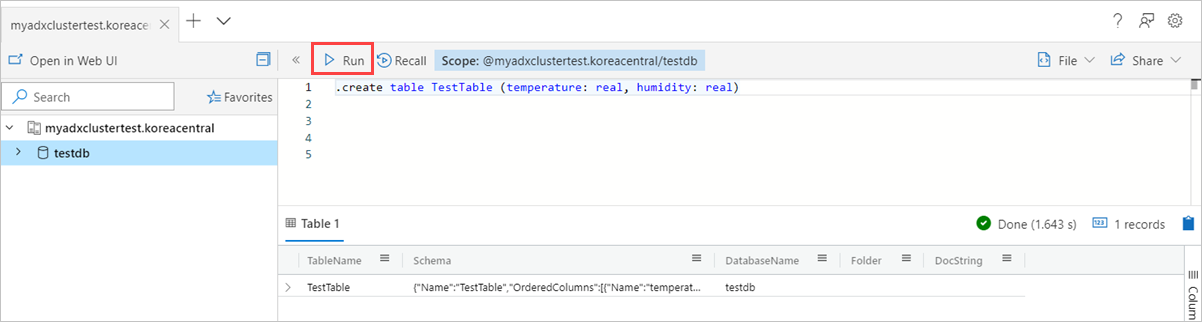 myadxclustertest.koreace
Open in Web UI
Run
Recall
Scope: @myadxclustertest.koreacentral/testdb
File
Share
Search
Favorites
myadxclustertest.koreacentral
testdb
1 .create table TestTable (temperature: real, humidity: real)
2
3
4
5
Table 1
Done (1.643 s)
123
1 records
TableName Schema DatabaseName Folder DocString
TestTable {"Name":"TestTable","OrderedColumns":[{"Name":"temperat... testdb
Colum